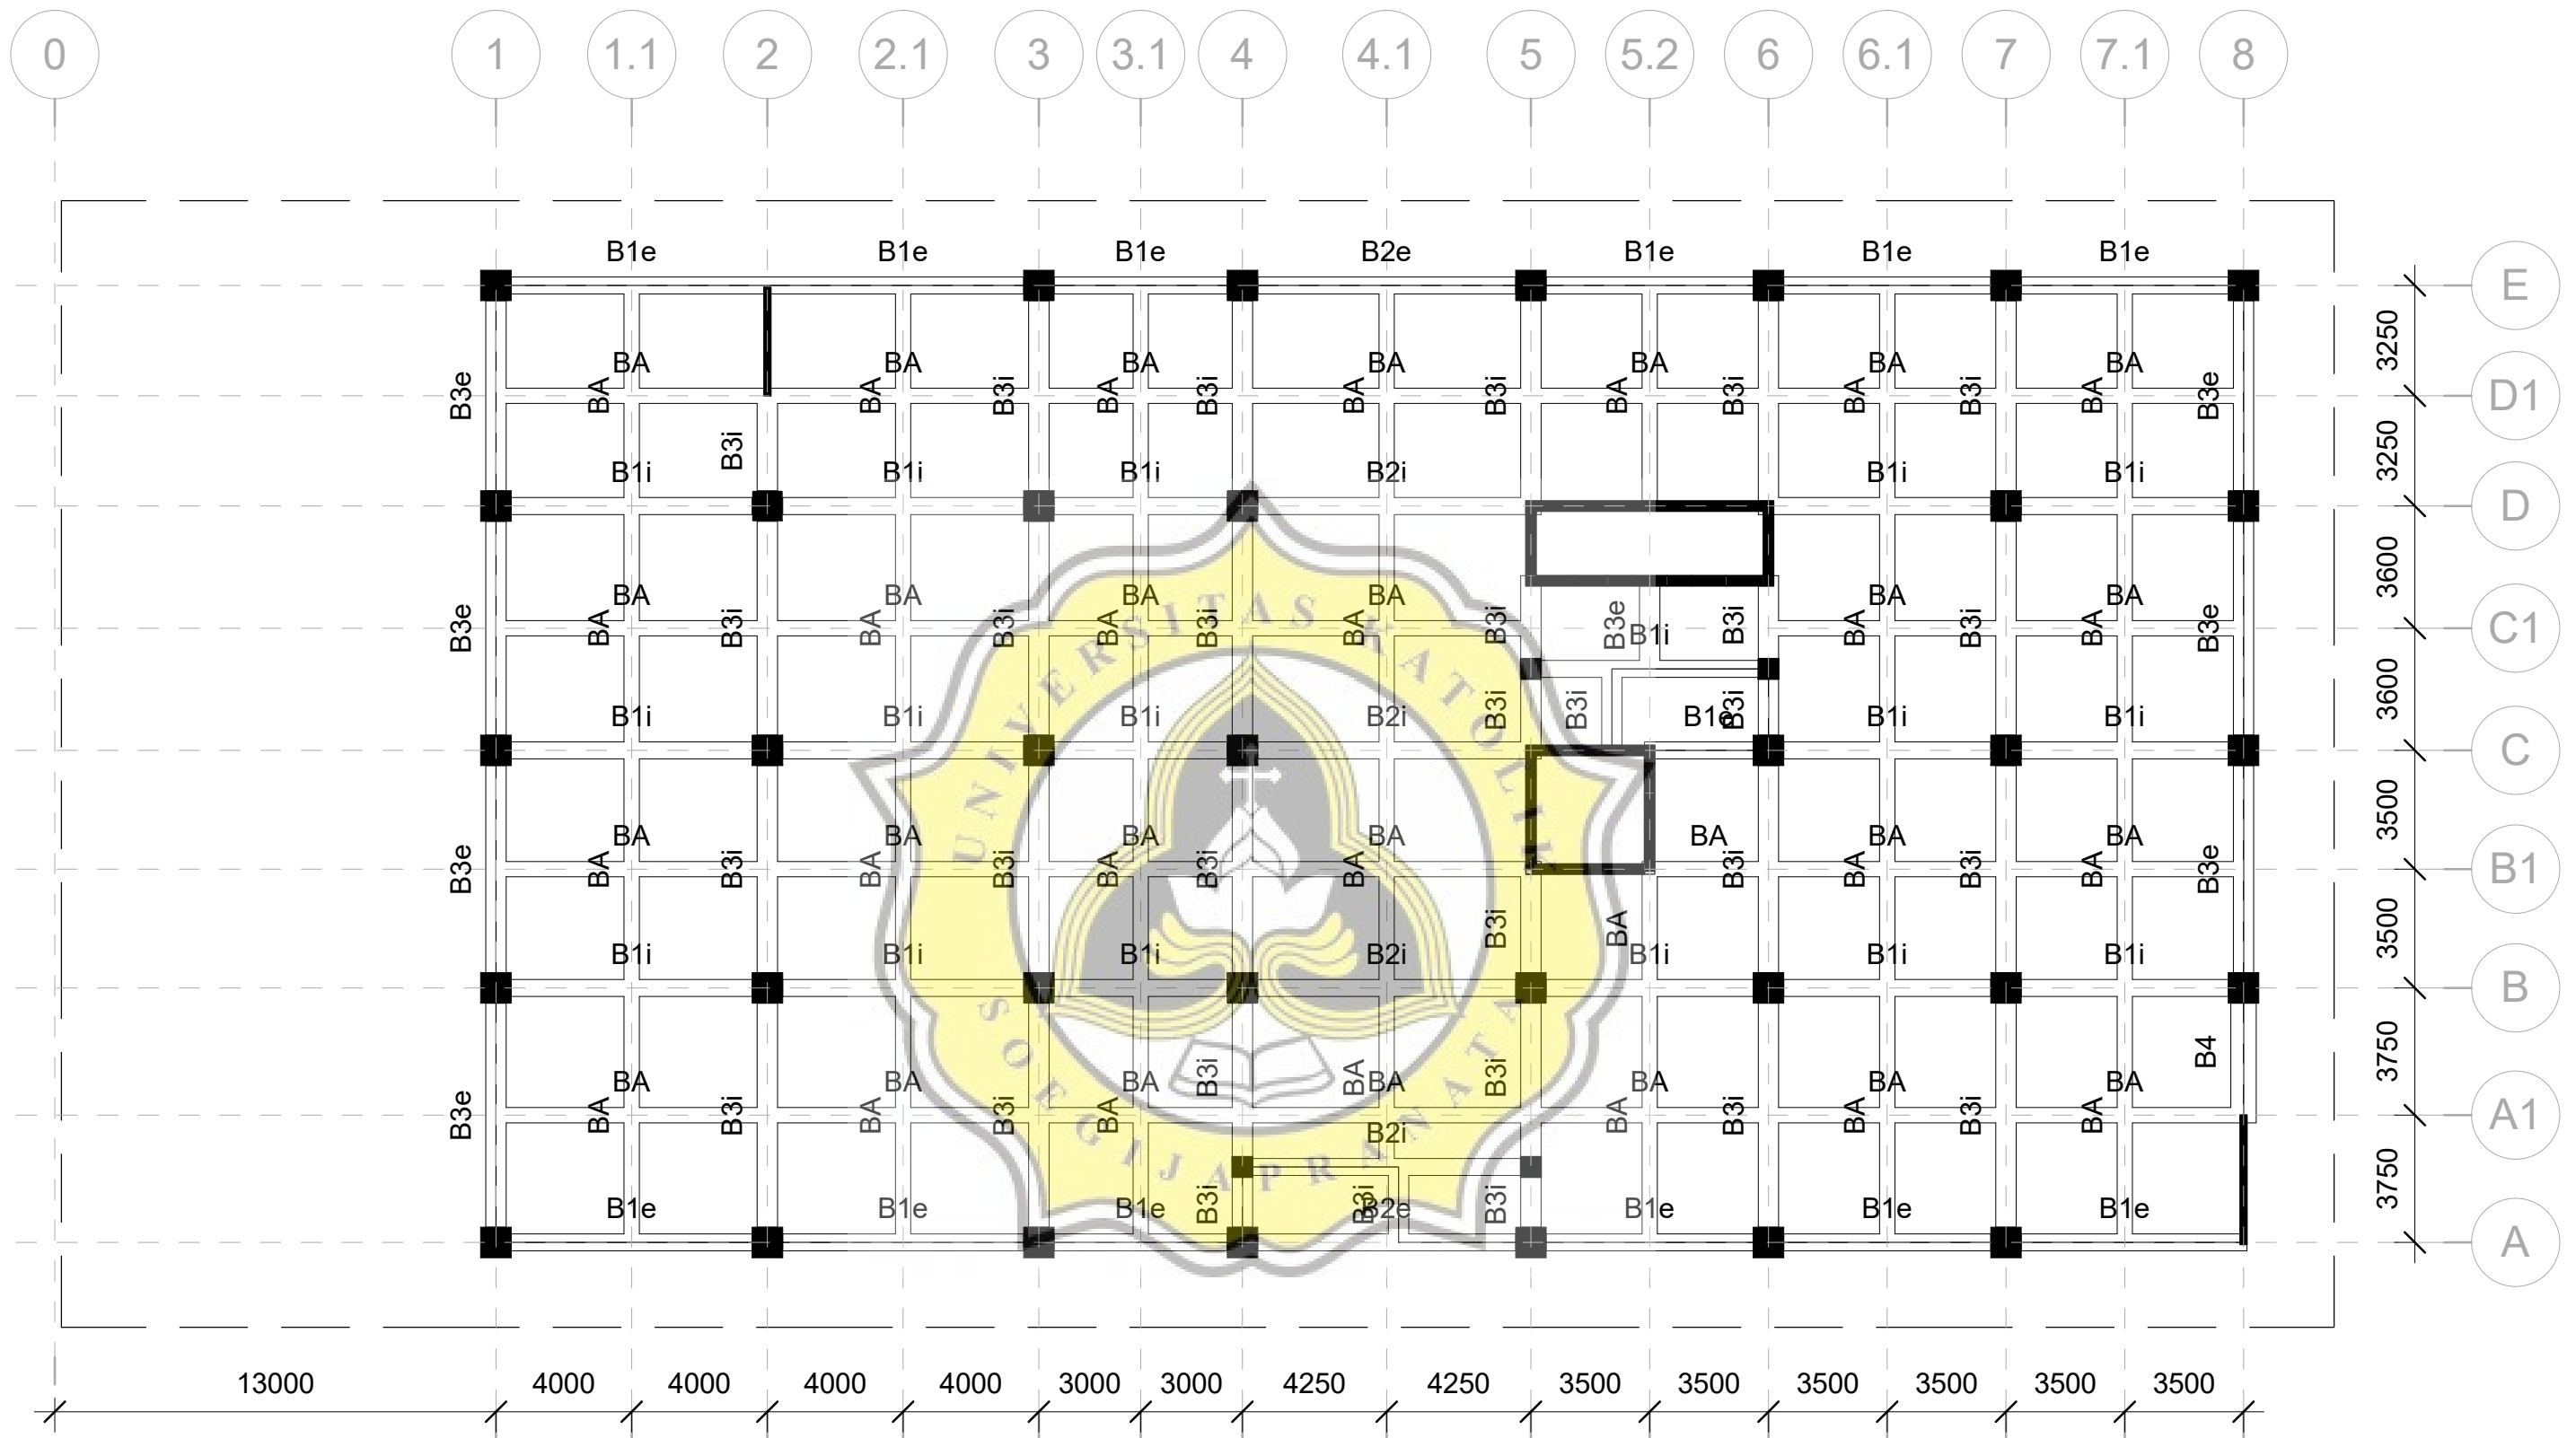 0 1 1.1 2 2.1 3 3.1 4 4.1 5 5.2 6 6.1 7 7.1 8
B1e B1e B1e B2e B1e B1e B1e
E
3250
BA BA BA BA BA BA BA
B3e BA BA B3i BA B3i BA B3i BA B3i BA B3i BA B3e
D1
B3i
3250
B1i B1i B1i B2i B1i B1i
D
3600
BA BA BA BA BA BA
B3e BA B3i BA B3i BA B3i BA B3i B3e B1i B3i BA B3i BA B3e
C1
3600
B1i B1i B1i B2i B3i B3i B1e B3i B1i B1i
C
3500
BA BA BA BA BA BA BA
B3e BA B3i BA B3i BA B3i BA B3i BA B3i BA B3e
B1
B3i BA
3500
B1i B1i B1i B2i B1i B1i B1i
B
B4
3750
BA BA BA B3i BA BA B3i BA BA BA
B3e BA B3i BA B3i BA BA B3i BA B3i BA
A1
B2i
3750
B1e B1e B1e B3i B3i B2e B3i B1e B1e B1e
A
UNIVERSITAS KATOLIK
SOEGIJAPRANATA
13000 4000 4000 4000 4000 3000 3000 4250 4250 3500 3500 3500 3500 3500 3500